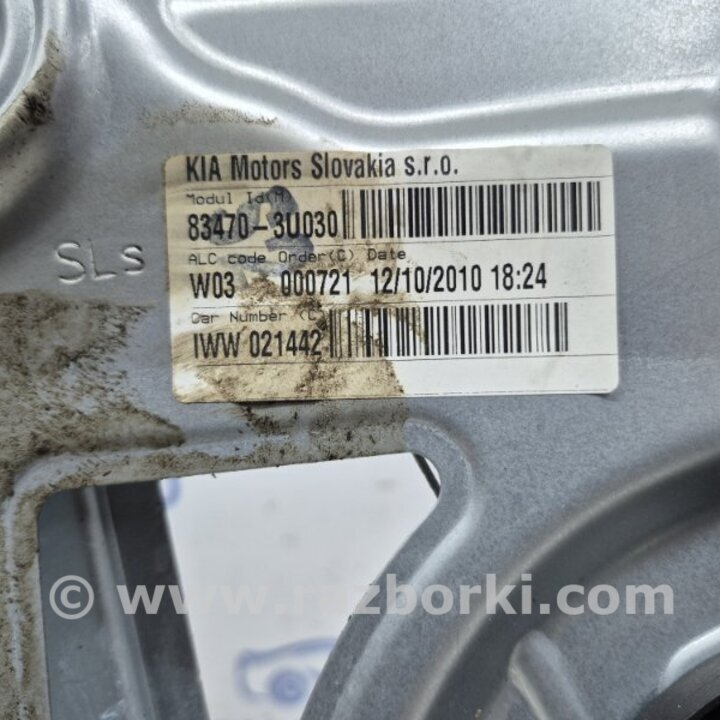 KIA Motors Slovakia s.r.o.
Modul Id(M)
83470-3U030
ALC code Order(C) Date
W03 000721 12/10/2010 18:24
Car Number (C
IWW 021442
SLS
© www.razborki.com